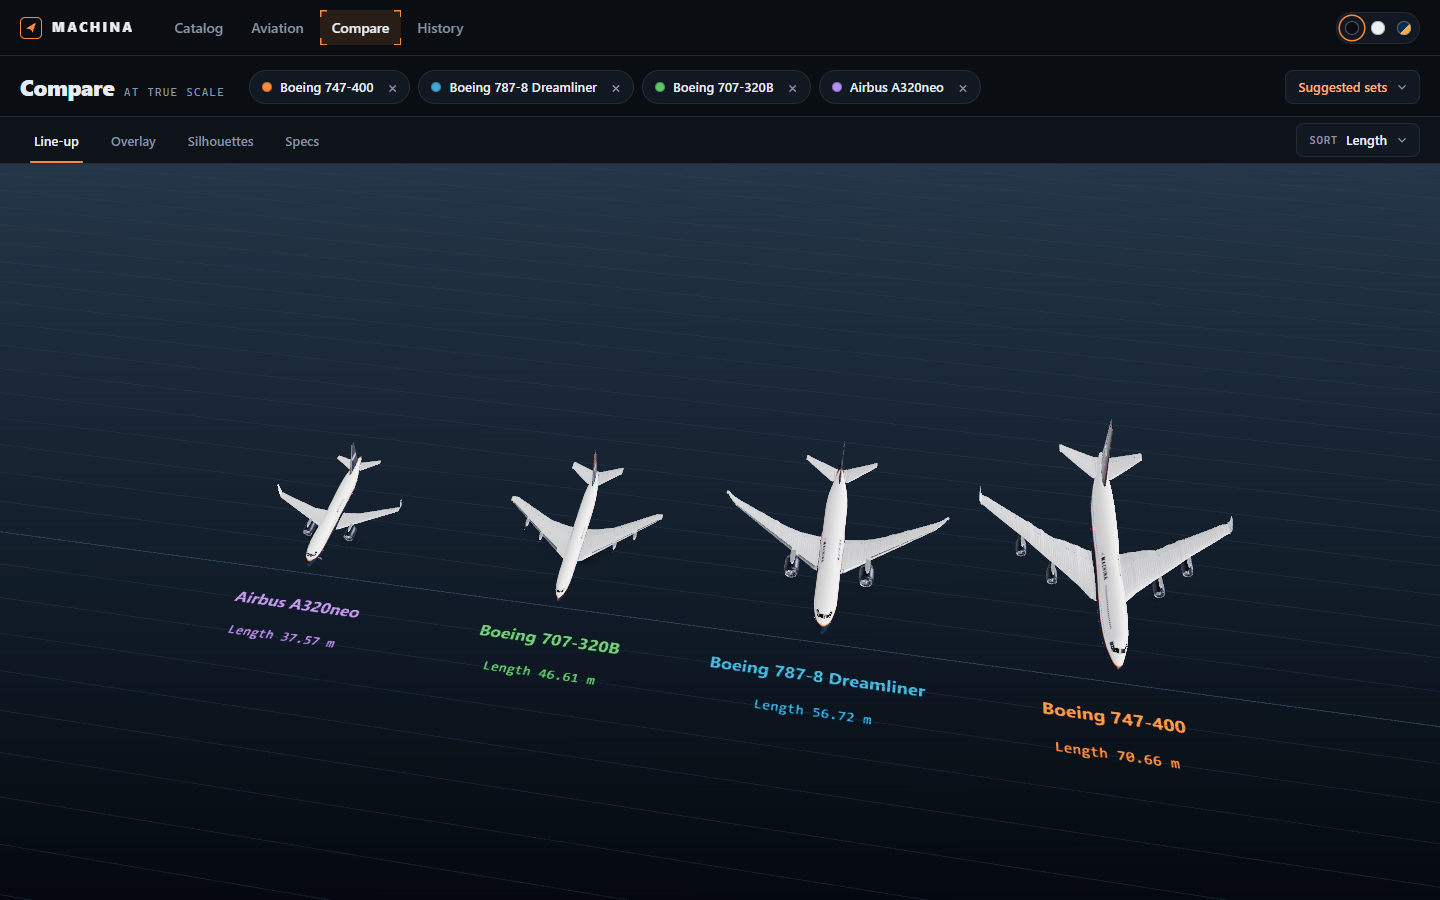 MACHINA
Catalog
Aviation
Compare
History
Compare AT TRUE SCALE
Boeing 747-400 ×
Boeing 787-8 Dreamliner ×
Boeing 707-320B ×
Airbus A320neo ×
Suggested sets
Line-up
Overlay
Silhouettes
Specs
SORT Length
Airbus A320neo
Length 37.57 m
Boeing 707-320B
Length 46.61 m
Boeing 787-8 Dreamliner
Length 56.72 m
Boeing 747-400
Length 70.66 m